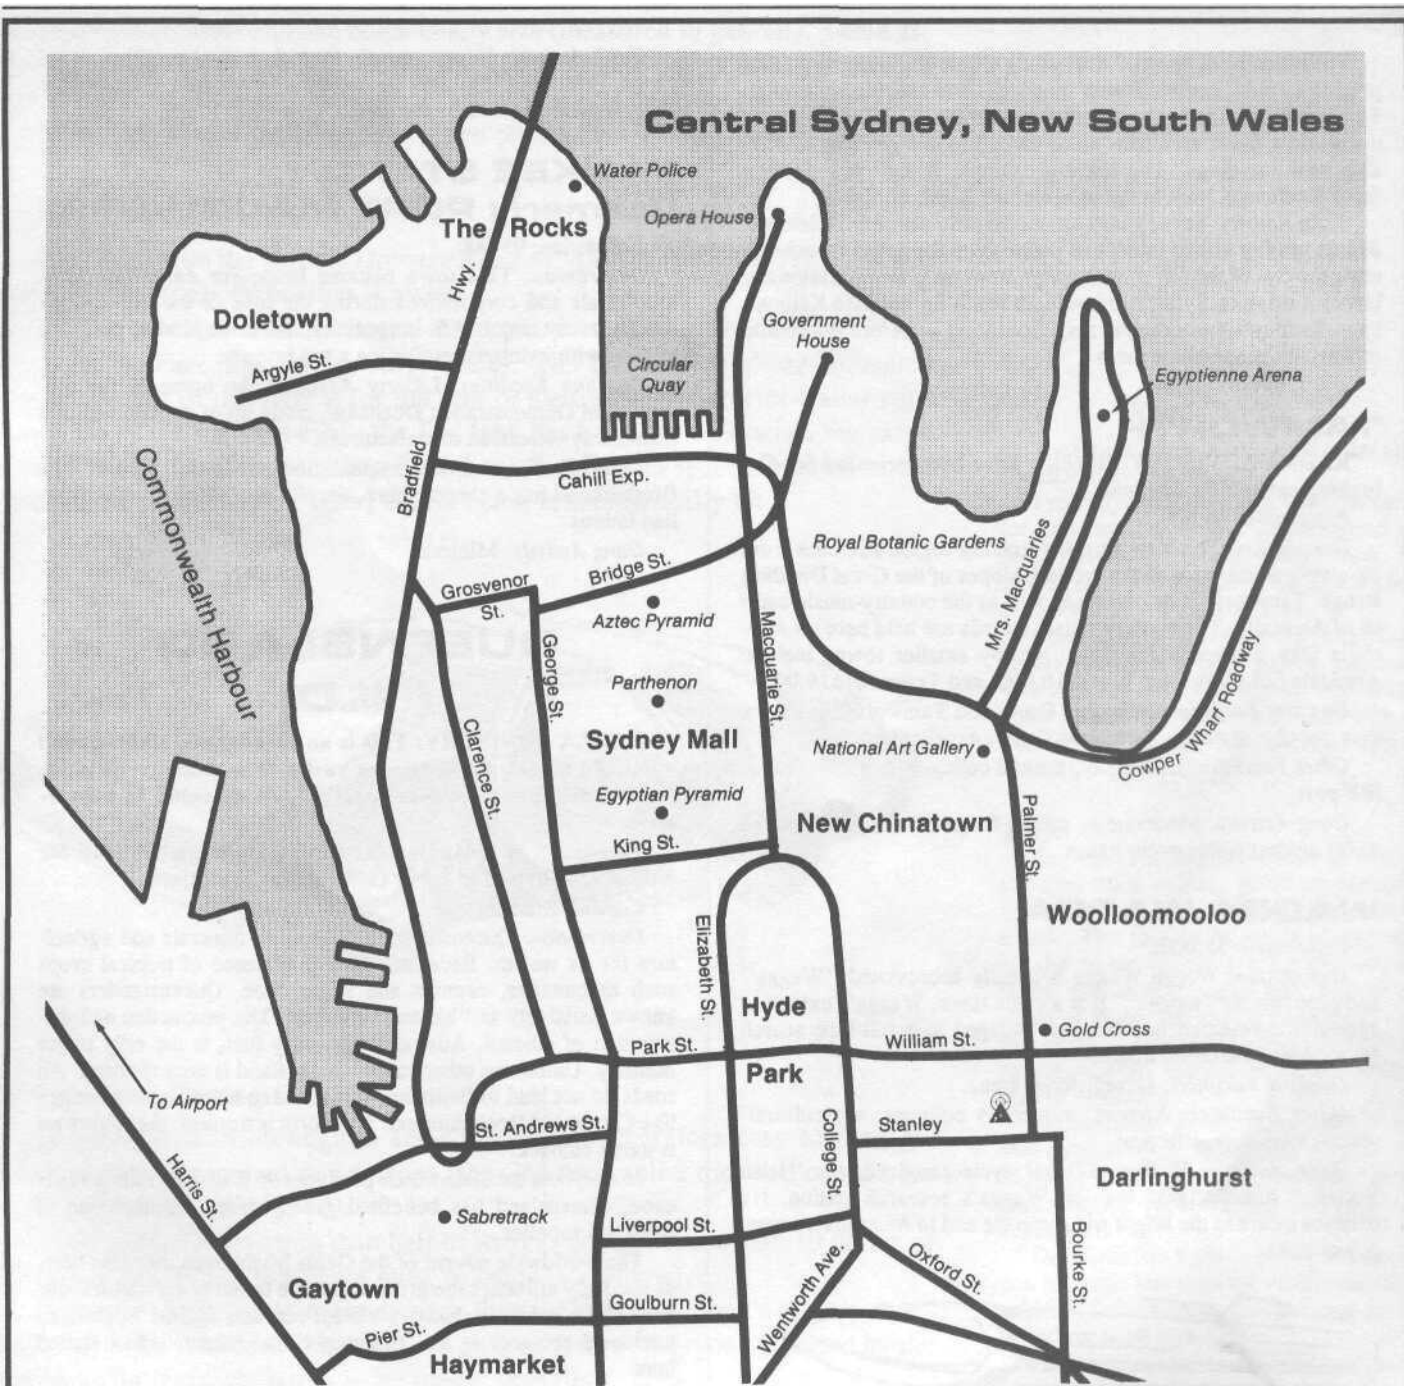 Central Sydney, New South Wales
Water Police
Opera House
The Rocks
Hwy.
Doletown
Government
House
Argyle St.
Circular
Quay
Egyptienne Arena
Commonwealth Harbour
Bradfield
Cahill Exp.
Royal Botanic Gardens
Mrs. Macquaries
Grosvenor
St.
Bridge St.
Aztec Pyramid
George St.
Macquarie St.
Parthenon
Clarence St.
Sydney Mall
National Art Gallery
Cowper Wharf Roadway
Egyptian Pyramid
New Chinatown
King St.
Palmer St.
Woolloomooloo
Elizabeth St.
Hyde
Park
Gold Cross
Park St.
William St.
To Airport
St. Andrews St.
College St.
Stanley
Harris St.
Darlinghurst
Sabretrack
Liverpool St.
Wentworth Ave.
Oxford St.
Bourke St.
Gaytown
Goulburn St.
Pier St.
Haymarket